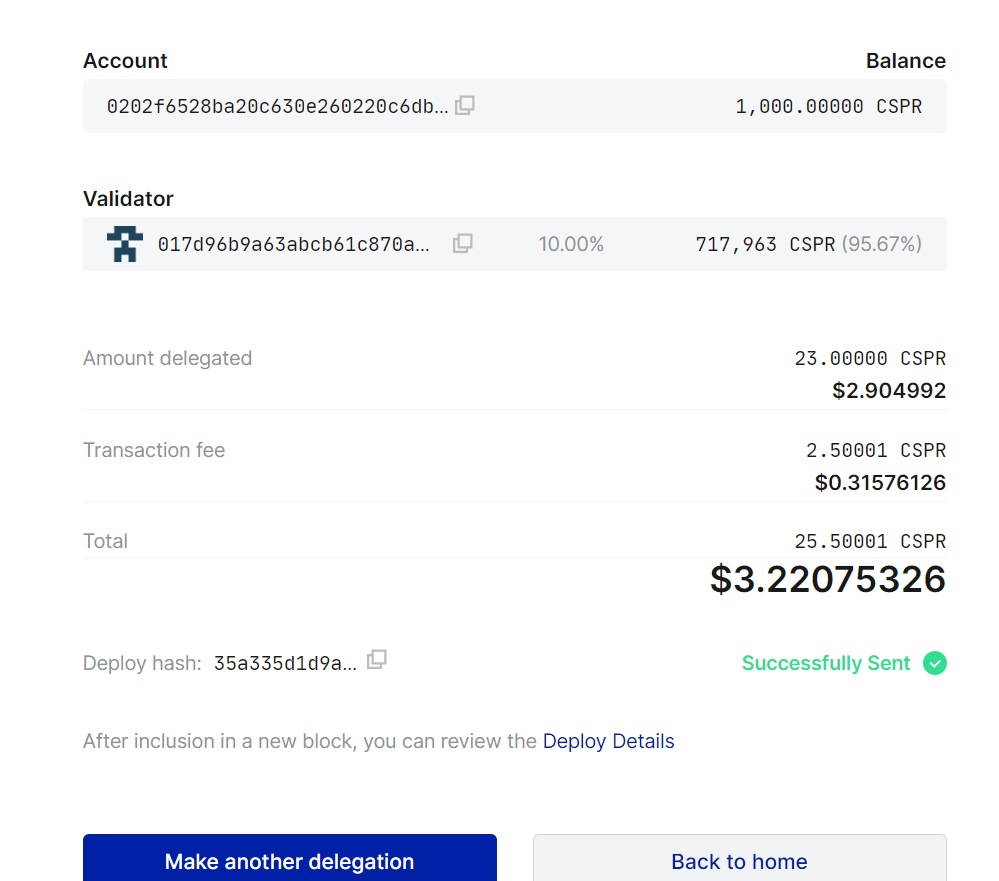 Account Balance
0202f6528ba20c630e260220c6db... 1,000.00000 CSPR
Validator
017d96b9a63abcb61c870a... 10.00% 717,963 CSPR (95.67%)
Amount delegated 23.00000 CSPR
$2.904992
Transaction fee 2.50001 CSPR
$0.31576126
Total 25.50001 CSPR
$3.22075326
Deploy hash: 35a335d1d9a... Successfully Sent
After inclusion in a new block, you can review the Deploy Details
Make another delegation Back to home